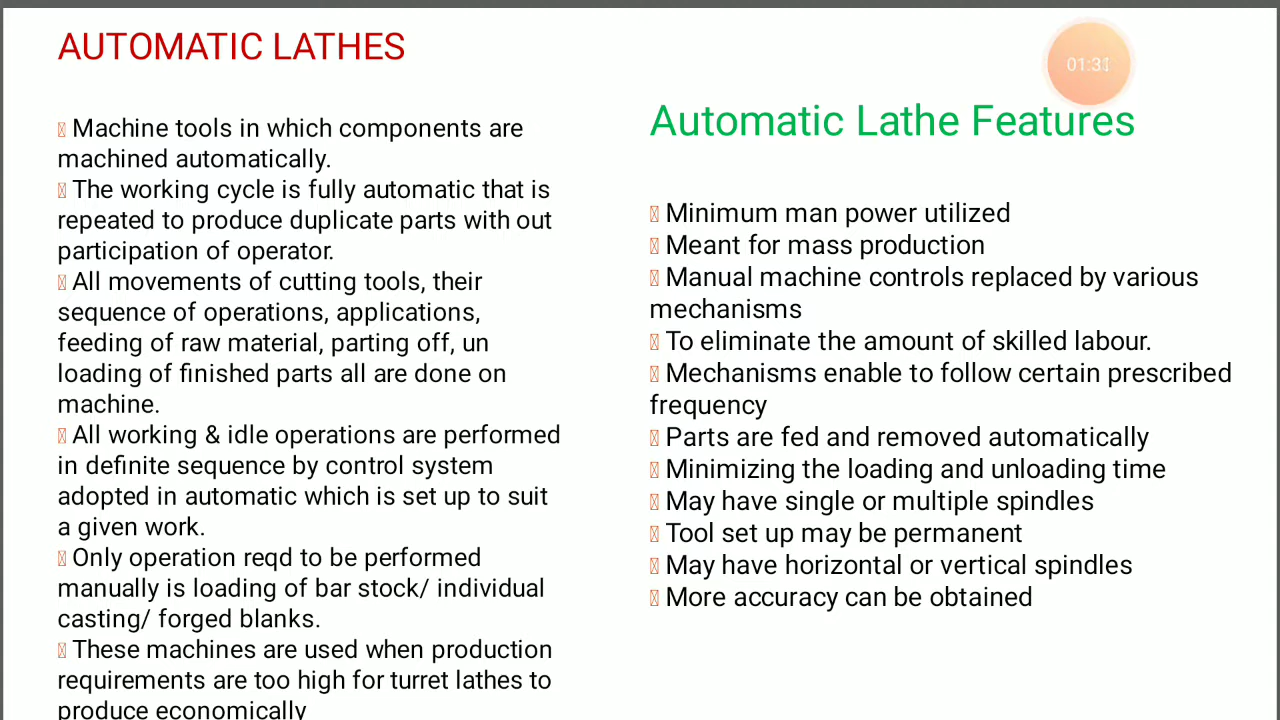 AUTOMATIC LATHES
Machine tools in which components are
machined automatically.
The working cycle is fully automatic that is
repeated to produce duplicate parts with out
participation of operator.
All movements of cutting tools, their
sequence of operations, applications,
feeding of raw material, parting off, un
loading of finished parts all are done on
machine.
All working & idle operations are performed
in definite sequence by control system
adopted in automatic which is set up to suit
a given work.
Only operation reqd to be performed
manually is loading of bar stock/ individual
casting/ forged blanks.
These machines are used when production
requirements are too high for turret lathes to
produce economically
01:31
Automatic Lathe Features
Minimum man power utilized
Meant for mass production
Manual machine controls replaced by various
mechanisms
To eliminate the amount of skilled labour.
Mechanisms enable to follow certain prescribed
frequency
Parts are fed and removed automatically
Minimizing the loading and unloading time
May have single or multiple spindles
Tool set up may be permanent
May have horizontal or vertical spindles
More accuracy can be obtained